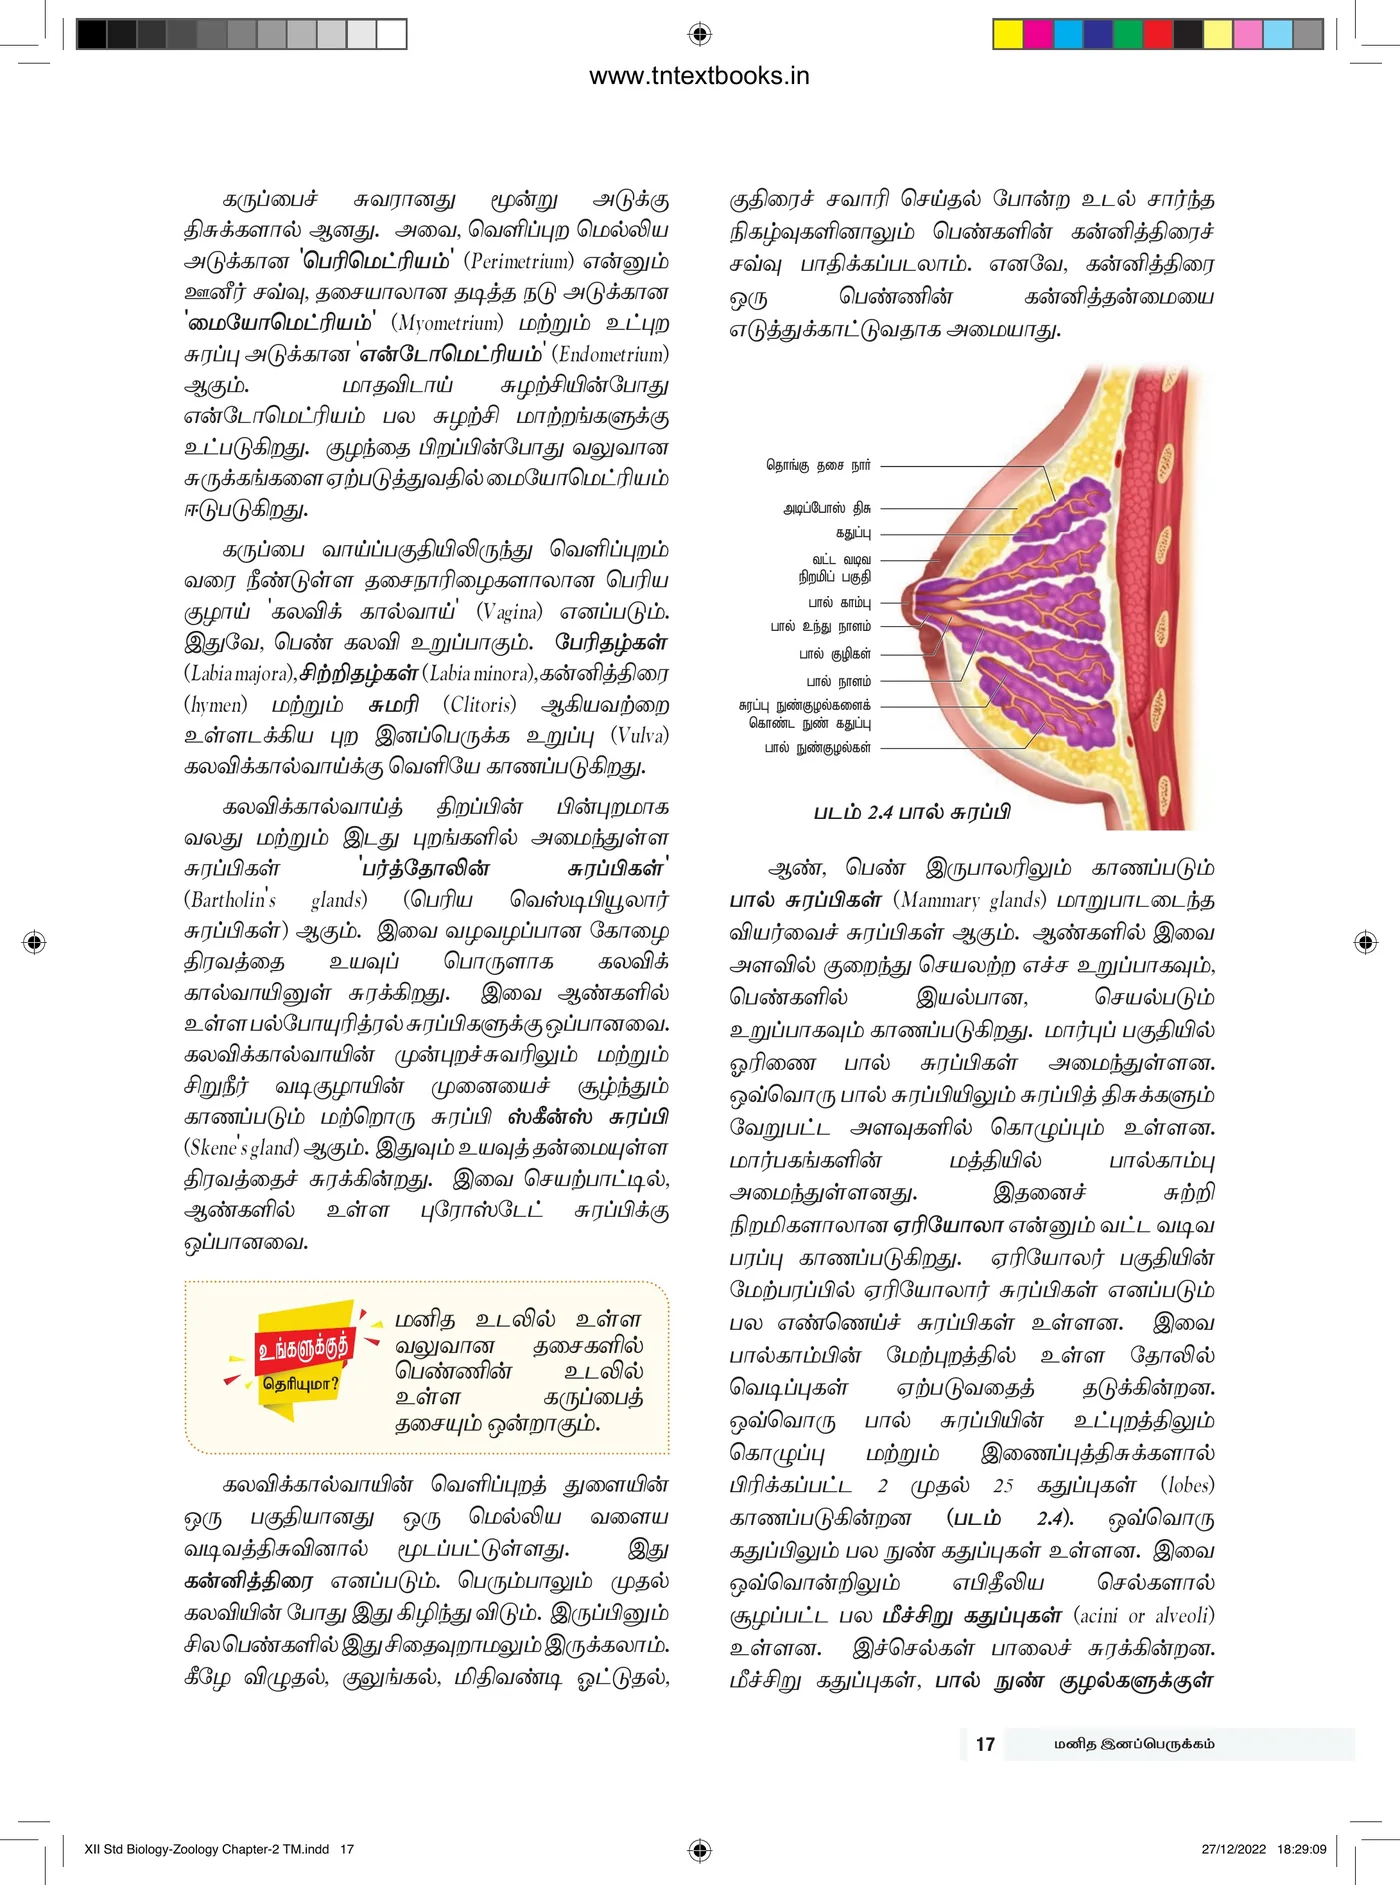 www.tntextbooks.in
கருப்பைச் சுவரானது மூன்று அடுக்கு
திசுக்களால் ஆனது. அவை, வெளிப்புற மெல்லிய
அடுக்கான 'பெரிமெட்ரியம்' (Perimetrium) என்னும்
ஊனீர் சவ்வு, தசையாலான தடித்த நடு அடுக்கான
'மையோமெட்ரியம்' (Myometrium) மற்றும் உட்புற
சுரப்பு அடுக்கான 'என்டோமெட்ரியம்' (Endometrium)
ஆகும். மாதவிடாய் சுழற்சியின்போது
என்டோமெட்ரியம் பல சுழற்சி மாற்றங்களுக்கு
உட்படுகிறது. குழந்தை பிறப்பின்போது வலுவான
சுருக்கங்களை ஏற்படுத்துவதில் மையோமெட்ரியம்
ஈடுபடுகிறது.
கருப்பை வாய்ப்பகுதியிலிருந்து வெளிப்புறம்
வரை நீண்டுள்ள தசைநாரிழைகளாலான பெரிய
குழாய் 'கலவிக் கால்வாய்' (Vagina) எனப்படும்.
இதுவே, பெண் கலவி உறுப்பாகும். பேரிதழ்கள்
(Labia majora),சிற்றிதழ்கள் (Labia minora),கன்னித்திரை
(hymen) மற்றும் சுமரி (Clitoris) ஆகியவற்றை
உள்ளடக்கிய புற இனப்பெருக்க உறுப்பு (Vulva)
கலவிக்கால்வாய்க்கு வெளியே காணப்படுகிறது.
கலவிக்கால்வாய்த் திறப்பின் பின்புறமாக
வலது மற்றும் இடது புறங்களில் அமைந்துள்ள
சுரப்பிகள் 'பர்த்தோலின் சுரப்பிகள்'
(Bartholin's glands) (பெரிய வெஸ்டிபியூலார்
சுரப்பிகள்) ஆகும். இவை வழவழப்பான கோழை
திரவத்தை உயவுப் பொருளாக கலவிக்
கால்வாயினுள் சுரக்கிறது. இவை ஆண்களில்
உள்ள பல்போயுரித்ரல் சுரப்பிகளுக்கு ஒப்பானவை.
கலவிக்கால்வாயின் முன்புறச்சுவரிலும் மற்றும்
சிறுநீர் வடிகுழாயின் முனையைச் சூழ்ந்தும்
காணப்படும் மற்றொரு சுரப்பி ஸ்கீன்ஸ் சுரப்பி
(Skene's gland) ஆகும். இதுவும் உயவுத் தன்மையுள்ள
திரவத்தைச் சுரக்கின்றது. இவை செயற்பாட்டில்,
ஆண்களில் உள்ள புரோஸ்டேட் சுரப்பிக்கு
ஒப்பானவை.
உங்களுக்குத்
தெரியுமா?
மனித உடலில் உள்ள
வலுவான தசைகளில்
பெண்ணின் உடலில்
உள்ள கருப்பைத்
தசையும் ஒன்றாகும்.
கலவிக்கால்வாயின் வெளிப்புறத் துளையின்
ஒரு பகுதியானது ஒரு மெல்லிய வளைய
வடிவத்திசுவினால் மூடப்பட்டுள்ளது. இது
கன்னித்திரை எனப்படும். பெரும்பாலும் முதல்
கலவியின் போது இது கிழிந்து விடும். இருப்பினும்
சில பெண்களில் இது சிதைவுறாமலும் இருக்கலாம்.
கீழே விழுதல், குலுங்கல், மிதிவண்டி ஓட்டுதல்,
குதிரைச் சவாரி செய்தல் போன்ற உடல் சார்ந்த
நிகழ்வுகளினாலும் பெண்களின் கன்னித்திரைச்
சவ்வு பாதிக்கப்படலாம். எனவே, கன்னித்திரை
ஒரு பெண்ணின் கன்னித்தன்மையை
எடுத்துக்காட்டுவதாக அமையாது.
தொங்கு தசை நார்
அடிப்போஸ் திசு
கதுப்பு
வட்ட வடிவ
நிறமிப் பகுதி
பால் காம்பு
பால் உந்து நாளம்
பால் குழிகள்
பால் நாளம்
சுரப்பு நுண்குழல்களைக்
கொண்ட நுண் கதுப்பு
பால் நுண்குழல்கள்
படம் 2.4 பால் சுரப்பி
ஆண், பெண் இருபாலரிலும் காணப்படும்
பால் சுரப்பிகள் (Mammary glands) மாறுபாடடைந்த
வியர்வைச் சுரப்பிகள் ஆகும். ஆண்களில் இவை
அளவில் குறைந்து செயலற்ற எச்ச உறுப்பாகவும்,
பெண்களில் இயல்பான, செயல்படும்
உறுப்பாகவும் காணப்படுகிறது. மார்புப் பகுதியில்
ஓரிணை பால் சுரப்பிகள் அமைந்துள்ளன.
ஒவ்வொரு பால் சுரப்பியிலும் சுரப்பித் திசுக்களும்
வேறுபட்ட அளவுகளில் கொழுப்பும் உள்ளன.
மார்பகங்களின் மத்தியில் பால்காம்பு
அமைந்துள்ளனது. இதனைச் சுற்றி
நிறமிகளாலான ஏரியோலா என்னும் வட்ட வடிவ
பரப்பு காணப்படுகிறது. ஏரியோலர் பகுதியின்
மேற்பரப்பில் ஏரியோலார் சுரப்பிகள் எனப்படும்
பல எண்ணெய்ச் சுரப்பிகள் உள்ளன. இவை
பால்காம்பின் மேற்புறத்தில் உள்ள தோலில்
வெடிப்புகள் ஏற்படுவதைத் தடுக்கின்றன.
ஒவ்வொரு பால் சுரப்பியின் உட்புறத்திலும்
கொழுப்பு மற்றும் இணைப்புத்திசுக்களால்
பிரிக்கப்பட்ட 2 முதல் 25 கதுப்புகள் (lobes)
காணப்படுகின்றன (படம் 2.4). ஒவ்வொரு
கதுப்பிலும் பல நுண் கதுப்புகள் உள்ளன. இவை
ஒவ்வொன்றிலும் எபிதீலிய செல்களால்
சூழப்பட்ட பல மீச்சிறு கதுப்புகள் (acini or alveoli)
உள்ளன. இச்செல்கள் பாலைச் சுரக்கின்றன.
மீச்சிறு கதுப்புகள், பால் நுண் குழல்களுக்குள்
17 மனித இனப்பெருக்கம்
XII Std Biology-Zoology Chapter-2 TM.indd 17
27/12/2022 18:29:09